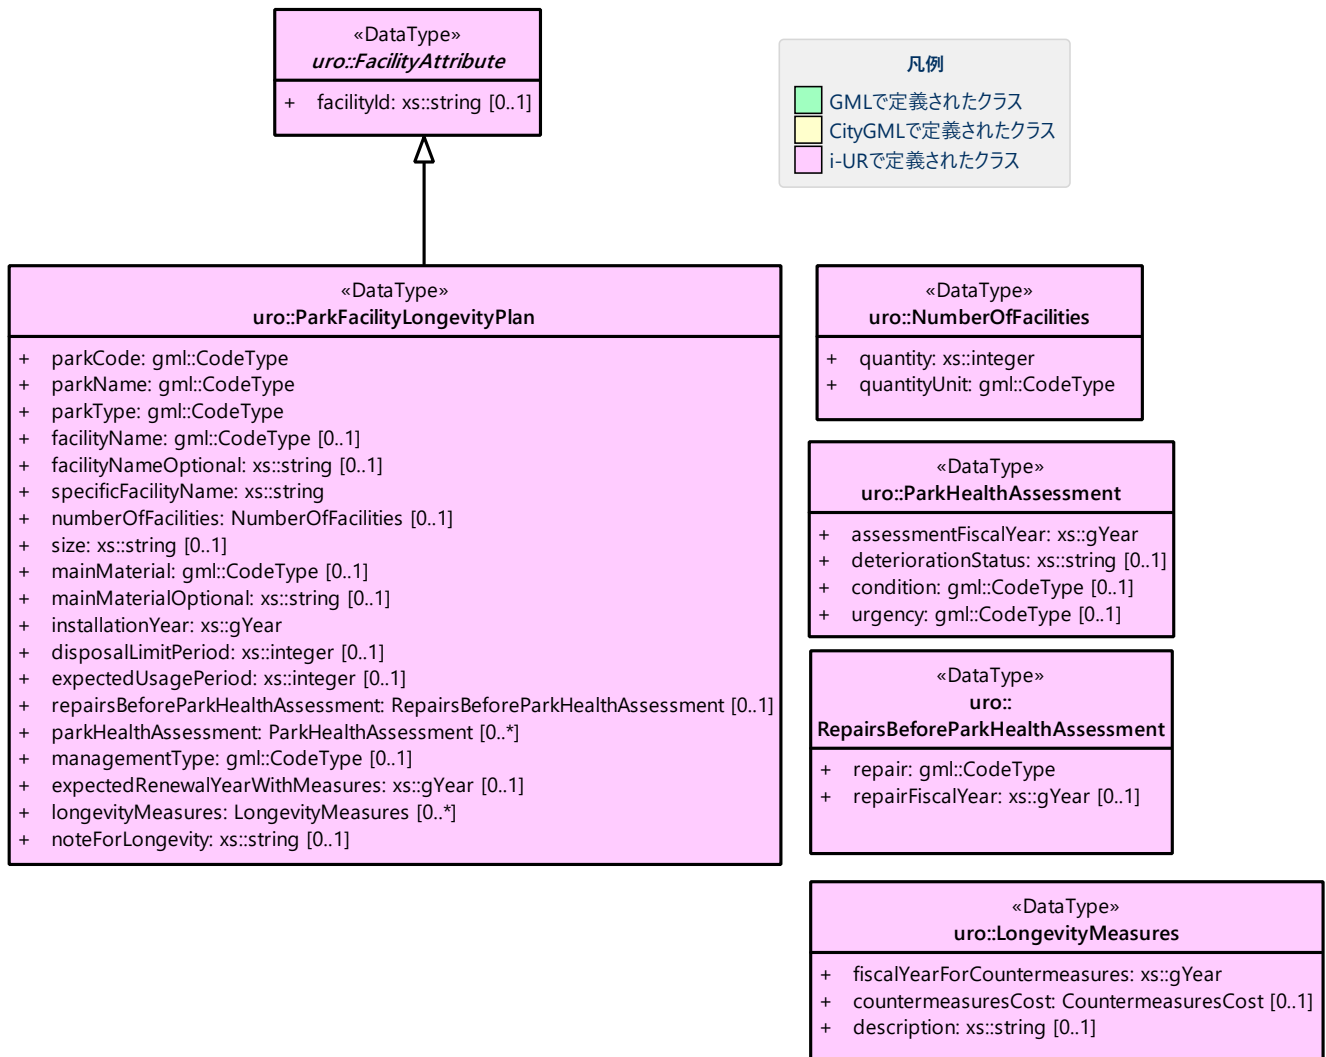 «DataType»
uro::FacilityAttribute
+ facilityId: xs::string [0..1]
凡例
GMLで定義されたクラス
CityGMLで定義されたクラス
i-URで定義されたクラス
«DataType»
uro::ParkFacilityLongevityPlan
+ parkCode: gml::CodeType
+ parkName: gml::CodeType
+ parkType: gml::CodeType
+ facilityName: gml::CodeType [0..1]
+ facilityNameOptional: xs::string [0..1]
+ specificFacilityName: xs::string
+ numberOfFacilities: NumberOfFacilities [0..1]
+ size: xs::string [0..1]
+ mainMaterial: gml::CodeType [0..1]
+ mainMaterialOptional: xs::string [0..1]
+ installationYear: xs::gYear
+ disposalLimitPeriod: xs::integer [0..1]
+ expectedUsagePeriod: xs::integer [0..1]
+ repairsBeforeParkHealthAssessment: RepairsBeforeParkHealthAssessment [0..1]
+ parkHealthAssessment: ParkHealthAssessment [0..*]
+ managementType: gml::CodeType [0..1]
+ expectedRenewalYearWithMeasures: xs::gYear [0..1]
+ longevityMeasures: LongevityMeasures [0..*]
+ noteForLongevity: xs::string [0..1]
«DataType»
uro::NumberOfFacilities
+ quantity: xs::integer
+ quantityUnit: gml::CodeType
«DataType»
uro::ParkHealthAssessment
+ assessmentFiscalYear: xs::gYear
+ deteriorationStatus: xs::string [0..1]
+ condition: gml::CodeType [0..1]
+ urgency: gml::CodeType [0..1]
«DataType»
uro::
RepairsBeforeParkHealthAssessment
+ repair: gml::CodeType
+ repairFiscalYear: xs::gYear [0..1]
«DataType»
uro::LongevityMeasures
+ fiscalYearForCountermeasures: xs::gYear
+ countermeasuresCost: CountermeasuresCost [0..1]
+ description: xs::string [0..1]